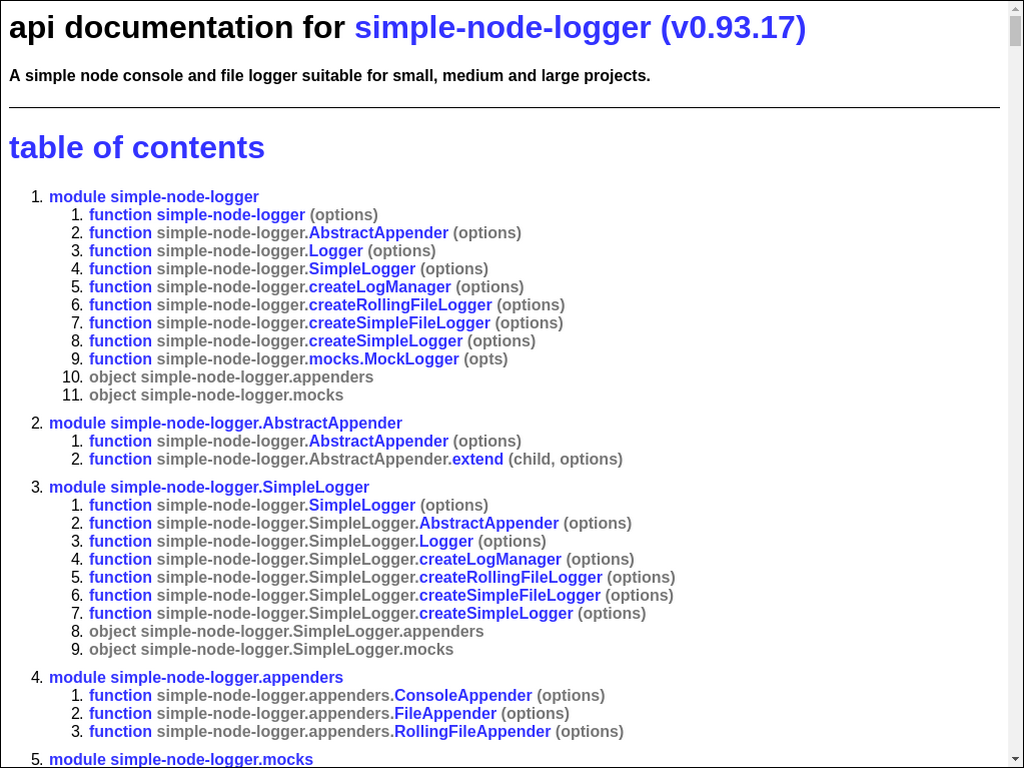 api documentation for simple-node-logger (v0.93.17)
A simple node console and file logger suitable for small, medium and large projects.
table of contents
1. module simple-node-logger
1. function simple-node-logger (options)
2. function simple-node-logger.AbstractAppender (options)
3. function simple-node-logger.Logger (options)
4. function simple-node-logger.SimpleLogger (options)
5. function simple-node-logger.createLogManager (options)
6. function simple-node-logger.createRollingFileLogger (options)
7. function simple-node-logger.createSimpleFileLogger (options)
8. function simple-node-logger.createSimpleLogger (options)
9. function simple-node-logger.mocks.MockLogger (opts)
10. object simple-node-logger.appenders
11. object simple-node-logger.mocks
2. module simple-node-logger.AbstractAppender
1. function simple-node-logger.AbstractAppender (options)
2. function simple-node-logger.AbstractAppender.extend (child, options)
3. module simple-node-logger.SimpleLogger
1. function simple-node-logger.SimpleLogger (options)
2. function simple-node-logger.SimpleLogger.AbstractAppender (options)
3. function simple-node-logger.SimpleLogger.Logger (options)
4. function simple-node-logger.SimpleLogger.createLogManager (options)
5. function simple-node-logger.SimpleLogger.createRollingFileLogger (options)
6. function simple-node-logger.SimpleLogger.createSimpleFileLogger (options)
7. function simple-node-logger.SimpleLogger.createSimpleLogger (options)
8. object simple-node-logger.SimpleLogger.appenders
9. object simple-node-logger.SimpleLogger.mocks
4. module simple-node-logger.appenders
1. function simple-node-logger.appenders.ConsoleAppender (options)
2. function simple-node-logger.appenders.FileAppender (options)
3. function simple-node-logger.appenders.RollingFileAppender (options)
5. module simple-node-logger.mocks